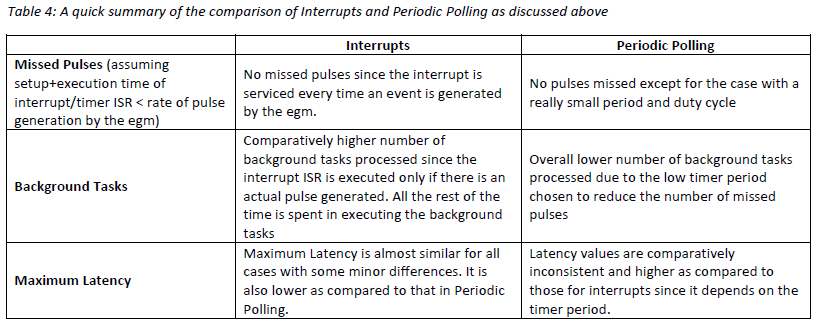 Table 4: A quick summary of the comparison of Interrupts and Periodic Polling as discussed above
Interrupts
Periodic Polling
Missed Pulses (assuming
setup+execution time of
interrupt/timer ISR < rate of pulse
generation by the egm)
No missed pulses since the interrupt is
serviced every time an event is generated
by the egm.
No pulses missed except for the case with a
really small period and duty cycle
Background Tasks
Comparatively higher number of
background tasks processed since the
interrupt ISR is executed only if there is an
actual pulse generated. All the rest of the
time is spent in executing the background
tasks
Overall lower number of background tasks
processed due to the low timer period
chosen to reduce the number of missed
pulses
Maximum Latency
Maximum Latency is almost similar for all
cases with some minor differences. It is
also lower as compared to that in Periodic
Polling.
Latency values are comparatively
inconsistent and higher as compared to
those for interrupts since it depends on the
timer period.